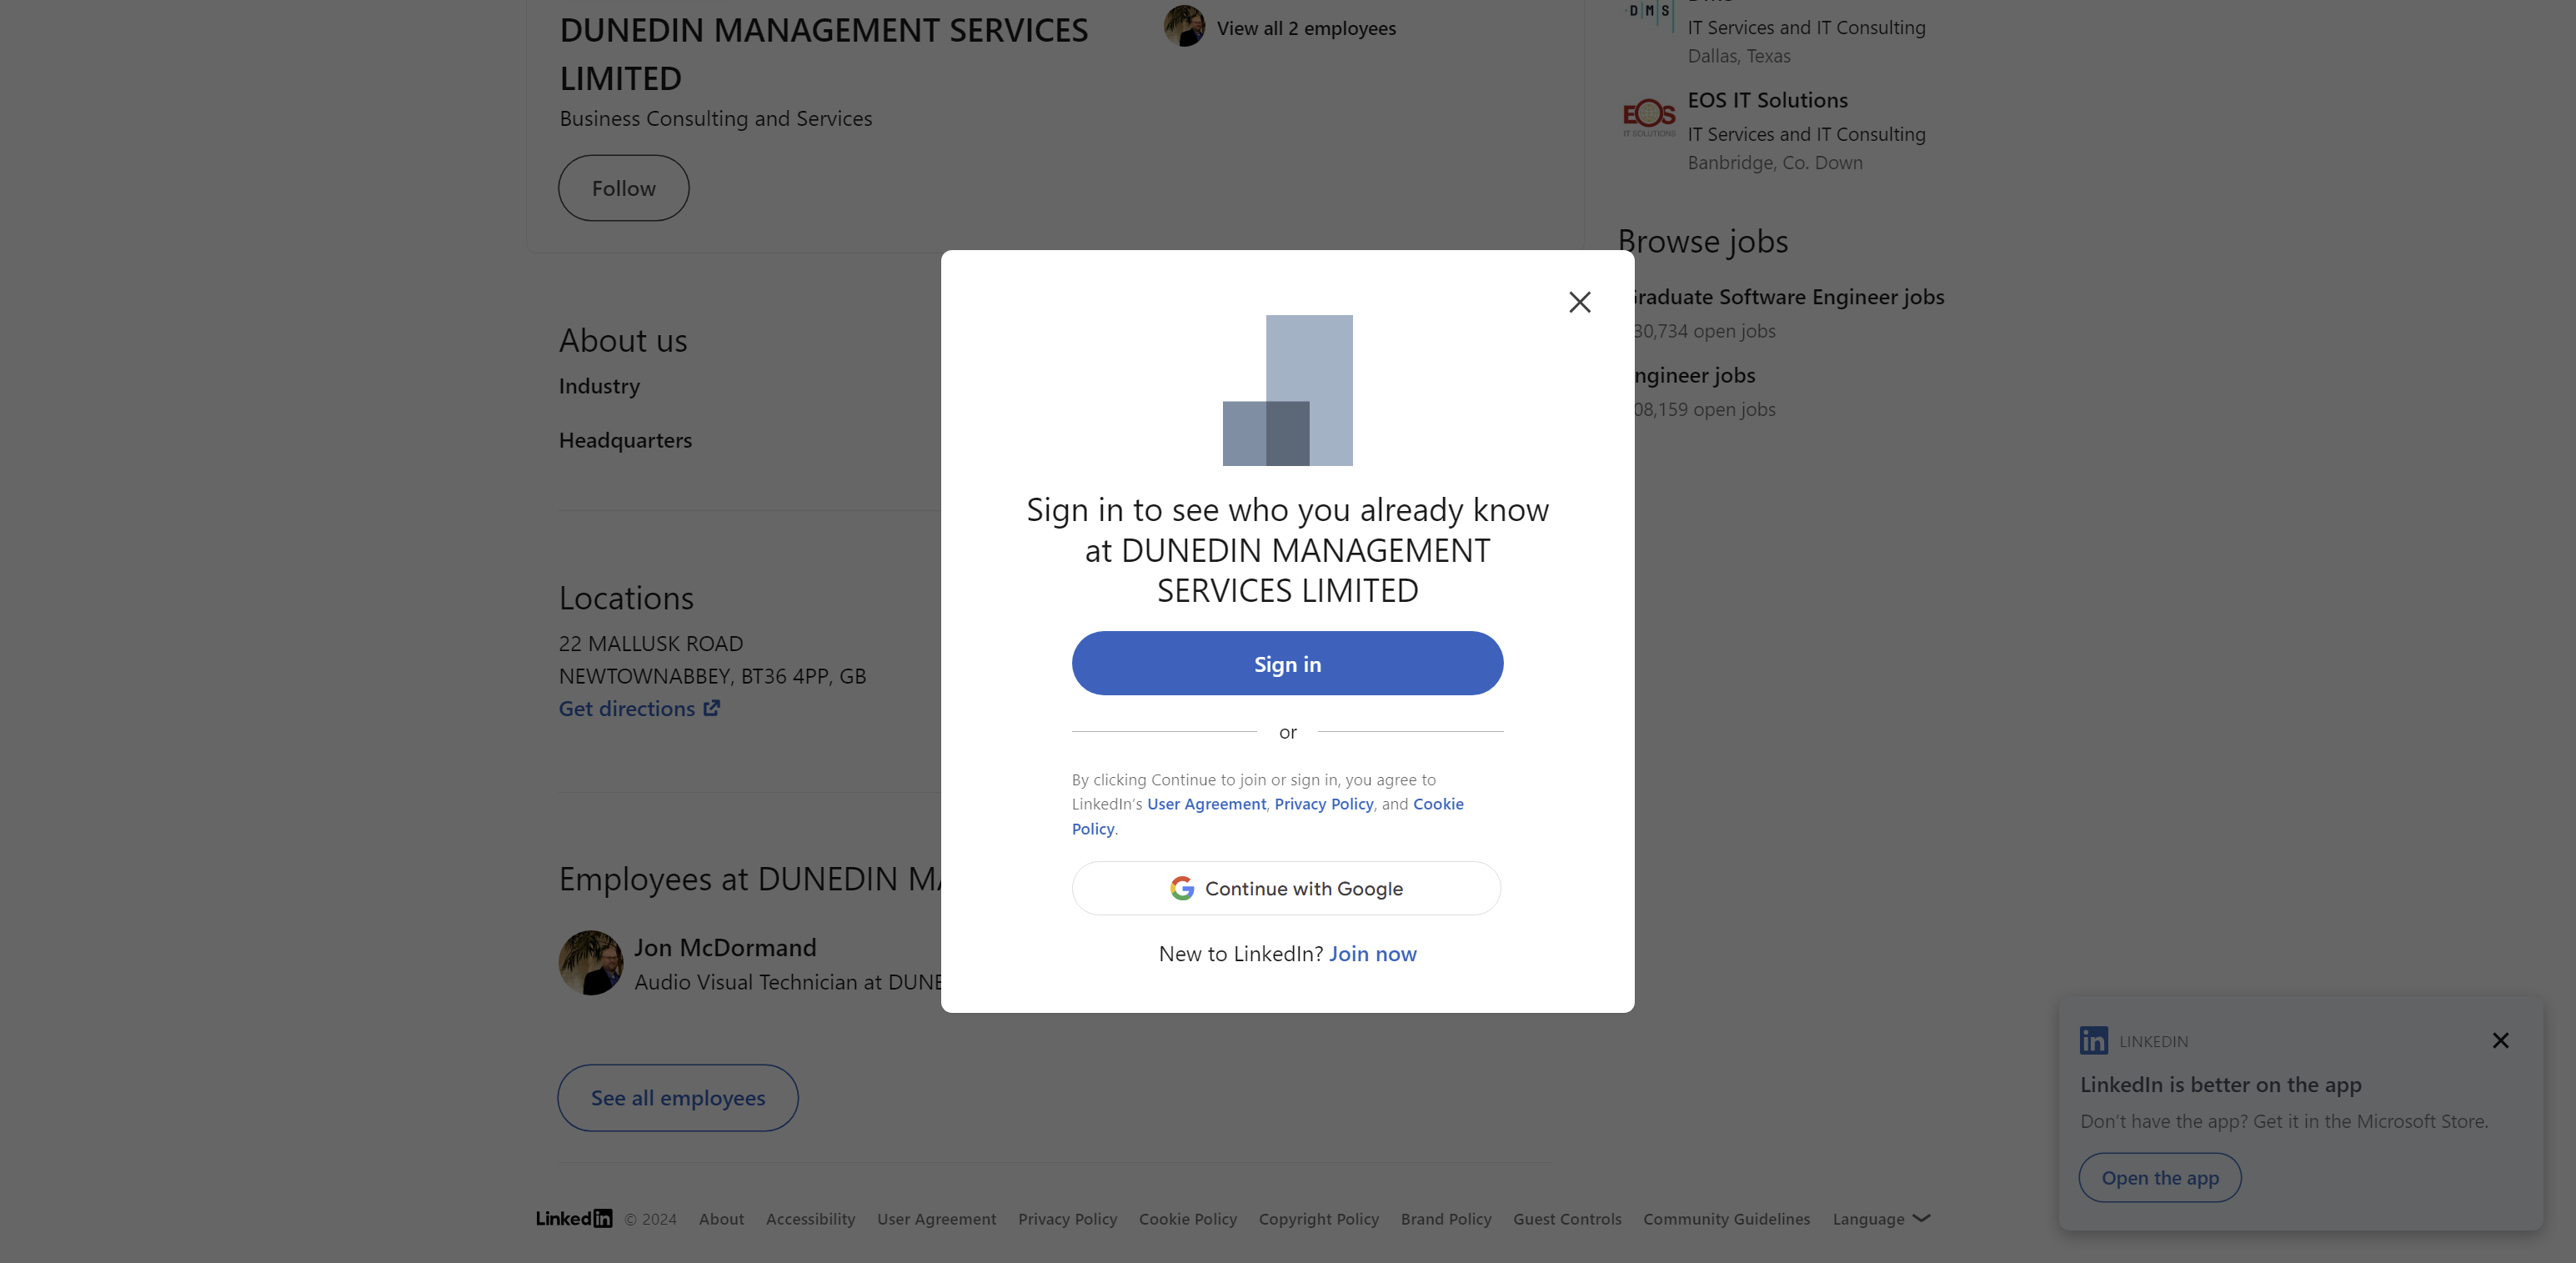 DUNEDIN MANAGEMENT SERVICES
LIMITED
Business Consulting and Services
Follow
View all 2 employees
DMS
IT Services and IT Consulting
Dallas, Texas
EOS
IT SOLUTIONS
EOS IT Solutions
IT Services and IT Consulting
Banbridge, Co. Down
Browse jobs
Graduate Software Engineer jobs
30,734 open jobs
ngineer jobs
08,159 open jobs
About us
Industry
Headquarters
Locations
22 MALLUSK ROAD
NEWTOWNABBEY, BT36 4PP, GB
Get directions
Employees at DUNEDIN MA
Jon McDormand
Audio Visual Technician at DUNE
See all employees
Sign in to see who you already know
at DUNEDIN MANAGEMENT
SERVICES LIMITED
Sign in
or
By clicking Continue to join or sign in, you agree to
LinkedIn's User Agreement, Privacy Policy, and Cookie
Policy.
Continue with Google
New to LinkedIn? Join now
in LINKEDIN
LinkedIn is better on the app
Don't have the app? Get it in the Microsoft Store.
Open the app
LinkedIn © 2024 About Accessibility User Agreement Privacy Policy Cookie Policy Copyright Policy Brand Policy Guest Controls Community Guidelines Language